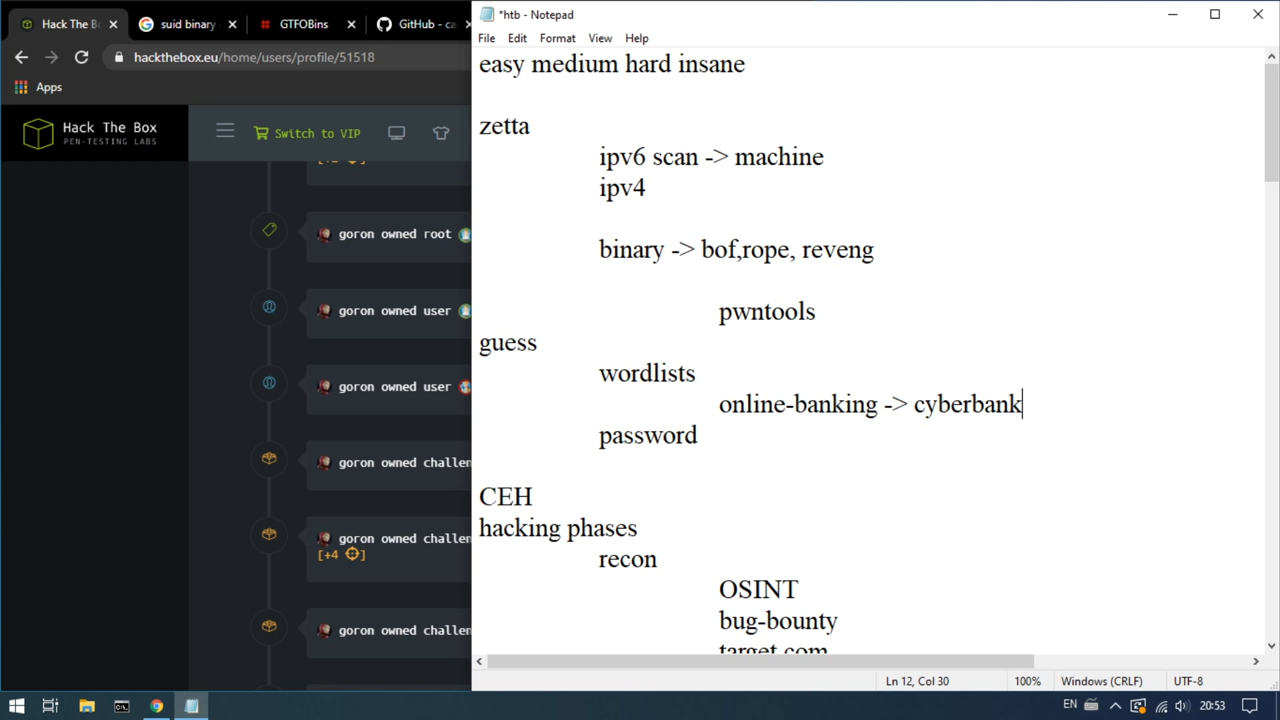 Hack The B
suid binary
GTFOBins
GitHub - ca
hackthebox.eu/home/users/profile/51518
Apps
Hack The Box
PEN-TESTING LABS
Switch to VIP
goron owned root
goron owned user
goron owned user
goron owned challen
goron owned challen
[+4 ]
goron owned challen
*htb - Notepad
File Edit Format View Help
easy medium hard insane
zetta
ipv6 scan -> machine
ipv4
binary -> bof,rope, reveng
pwntools
guess
wordlists
online-banking -> cyberbank
password
CEH
hacking phases
recon
OSINT
bug-bounty
target.com
Ln 12, Col 30 100% Windows (CRLF) UTF-8
EN 20:53